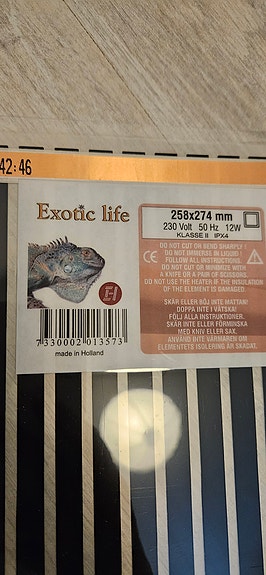 42:46
Exotic life
EI
7330002013573
made in Holland
258x274 mm
230 Volt 50 Hz 12W
KLASSE II IPX4
CE
DO NOT CUT OR BEND SHARPLY !
DO NOT IMMERSE IN LIQUID !
FOLLOW ALL INSTRUCTIONS.
DO NOT CUT OR MINIMIZE WITH
A KNIFE OR A PAIR OF SCISSORS.
DO NOT USE THE HEATER IF THE INSULATION
OF THE ELEMENT IS DAMAGED.
SKÄR ELLER BÖJ INTE MATTAN!
DOPPA INTE I VÄTSKA!
FÖLJ ALLA INSTRUKTIONER.
SKÄR INTE ELLER FÖRMINSKA
MED KNIV ELLER SAX.
ANVÄND INTE VÄRMAREN OM
ELEMENTETS ISOLERING ÄR SKADAT.